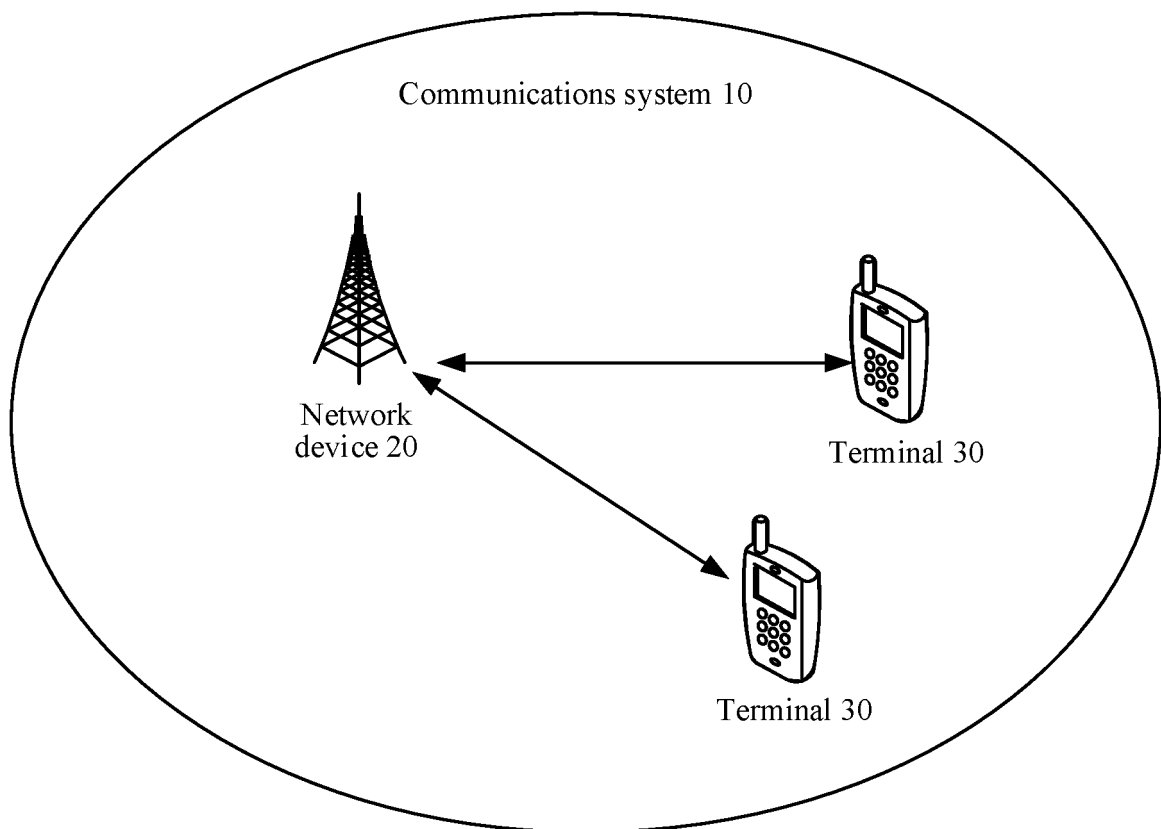 Communications system 10
Network
device 20
Terminal 30
Terminal 30